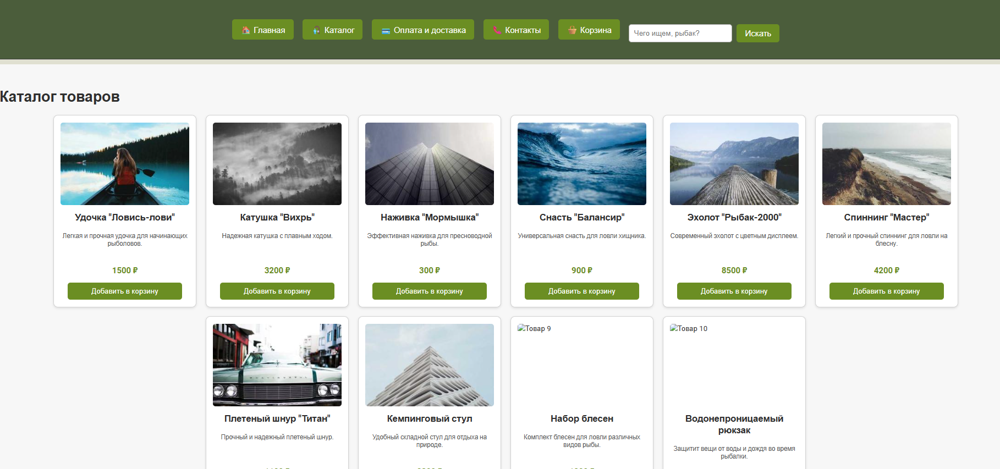 Главная Каталог Оплата и доставка Контакты Корзина Чего ищем, рыбак? Искать
Каталог товаров
Удочка "Ловись-лови"
Легкая и прочная удочка для начинающих
рыболовов.
1500 ₽
Добавить в корзину
Катушка "Вихрь"
Надежная катушка с плавным ходом.
3200 ₽
Добавить в корзину
Наживка "Мормышка"
Эффективная наживка для пресноводной
рыбы.
300 ₽
Добавить в корзину
Снасть "Балансир"
Универсальная снасть для ловли хищника.
900 ₽
Добавить в корзину
Эхолот "Рыбак-2000"
Современный эхолот с цветным дисплеем.
8500 ₽
Добавить в корзину
Спиннинг "Мастер"
Легкий и прочный спиннинг для ловли на
блесну.
4200 ₽
Добавить в корзину
Плетеный шнур "Титан"
Прочный и надежный плетеный шнур.
Кемпинговый стул
Удобный складной стул для отдыха на
природе.
Товар 9
Набор блесен
Комплект блесен для ловли различных
видов рыбы.
Товар 10
Водонепроницаемый
рюкзак
Защитит вещи от воды и дождя во время
рыбалки.